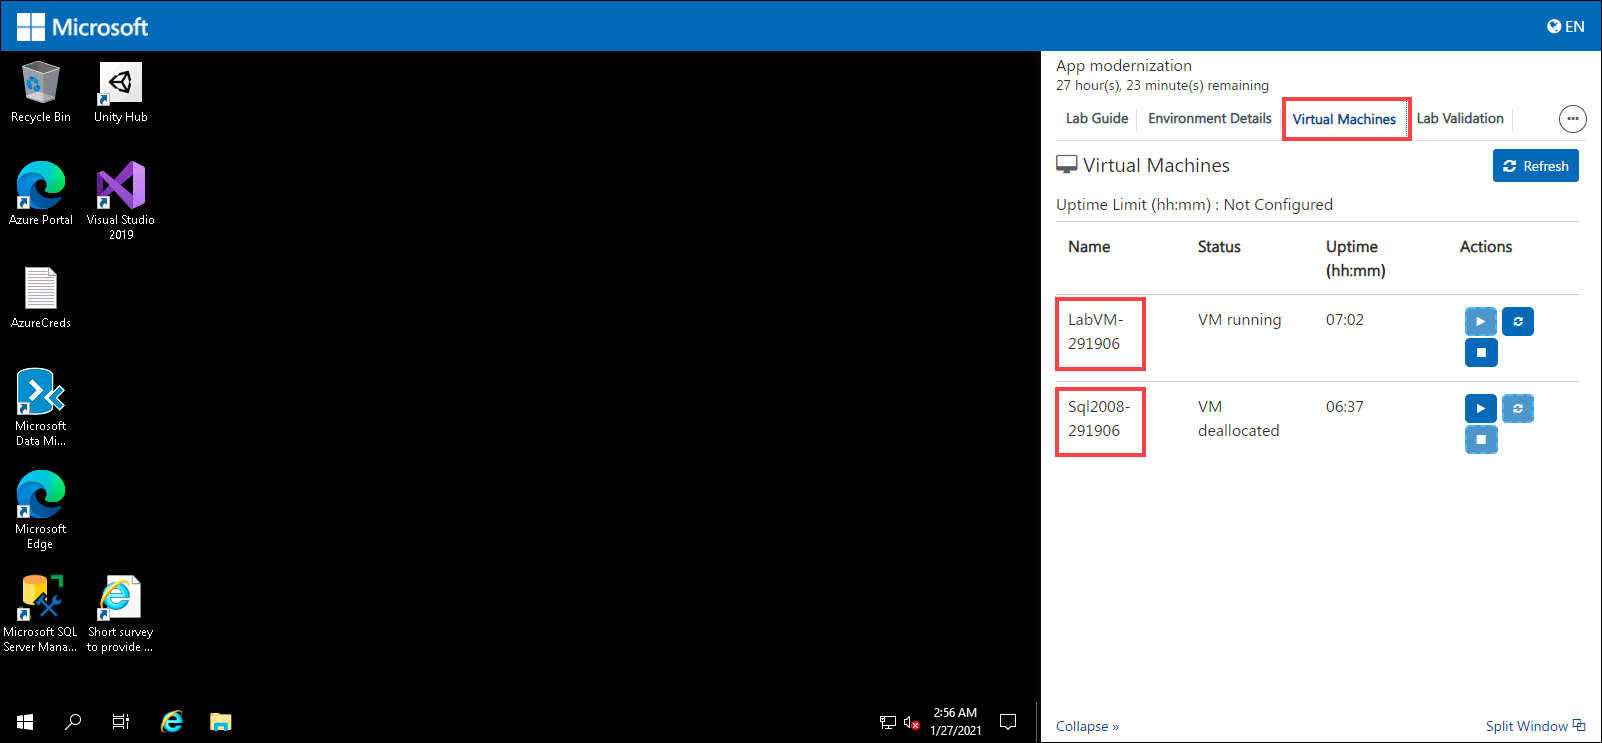 Microsoft
EN
Recycle Bin
Unity Hub
Azure Portal
Visual Studio
2019
AzureCreds
Microsoft
Data Mi...
Microsoft
Edge
Microsoft SQL
Server Mana...
Short survey
to provide ...
2:56 AM
1/27/2021
App modernization
27 hour(s), 23 minute(s) remaining
Lab Guide
Environment Details
Virtual Machines
Lab Validation
Virtual Machines
Refresh
Uptime Limit (hh:mm) : Not Configured
Name
Status
Uptime
(hh:mm)
Actions
LabVM-
291906
VM running
07:02
Sql2008-
291906
VM
deallocated
06:37
Collapse »
Split Window